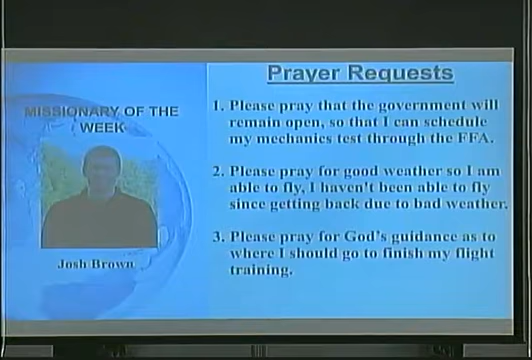 MISSIONARY OF THE
WEEK
Josh Brown
Prayer Requests
1. Please pray that the government will
remain open, so that I can schedule
my mechanics test through the FFA.
2. Please pray for good weather so I am
able to fly, I haven't been able to fly
since getting back due to bad weather.
3. Please pray for God's guidance as to
where I should go to finish my flight
training.